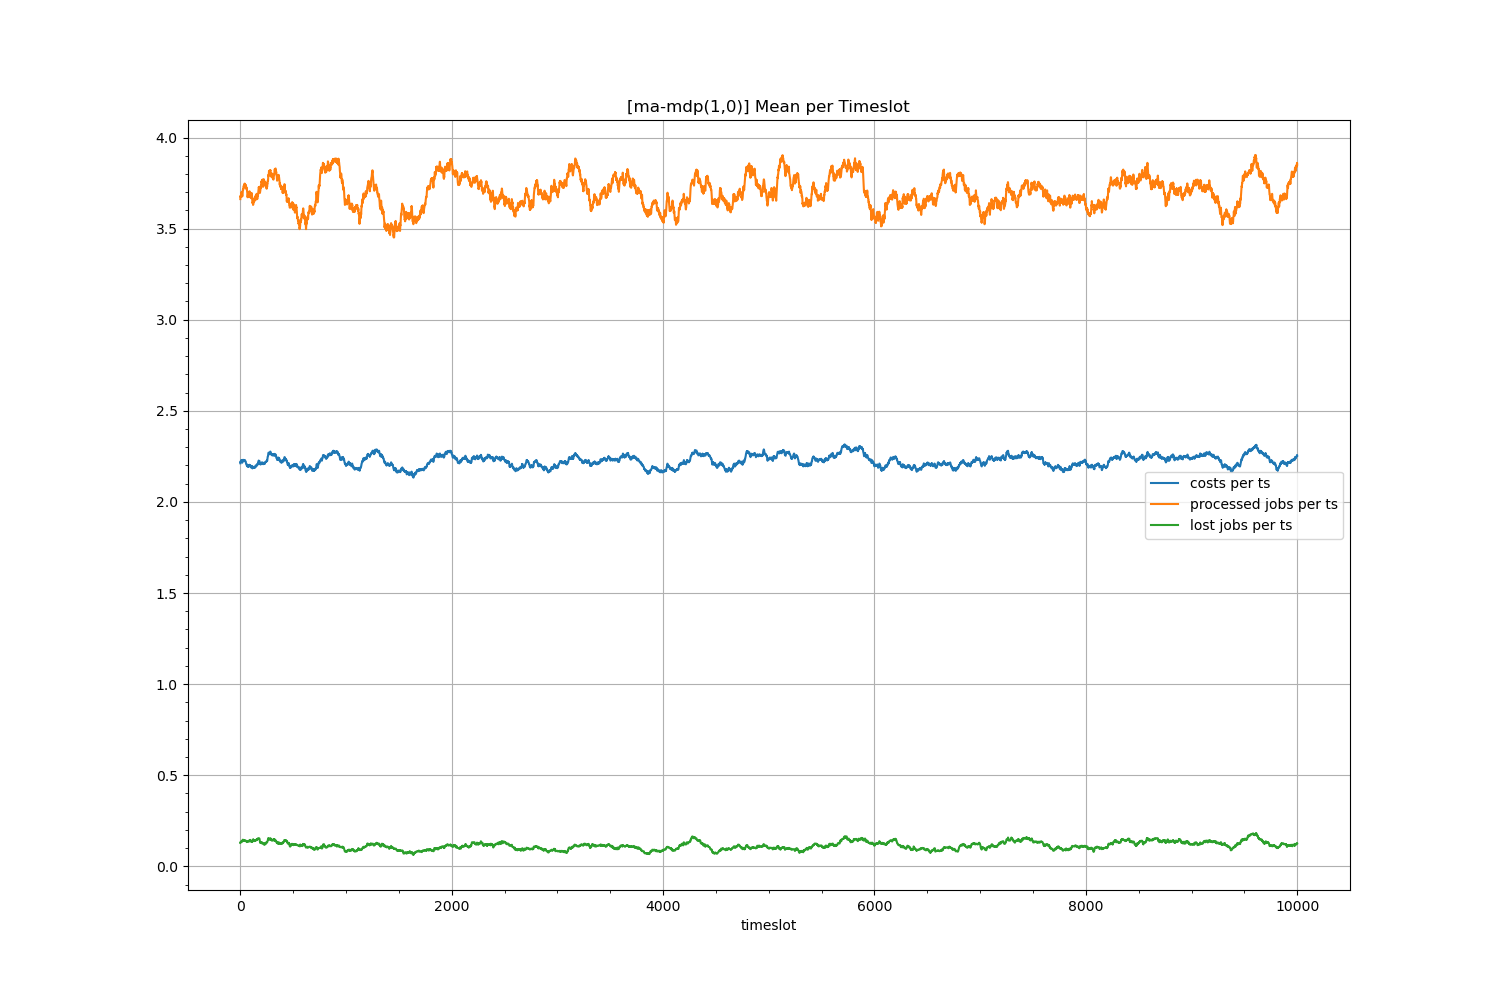 [ma-mdp(1,0)] Mean per Timeslot
4.0
3.5
3.0
2.5
2.0
1.5
1.0
0.5
0.0
costs per ts
processed jobs per ts
lost jobs per ts
0 2000 4000 6000 8000 10000
timeslot